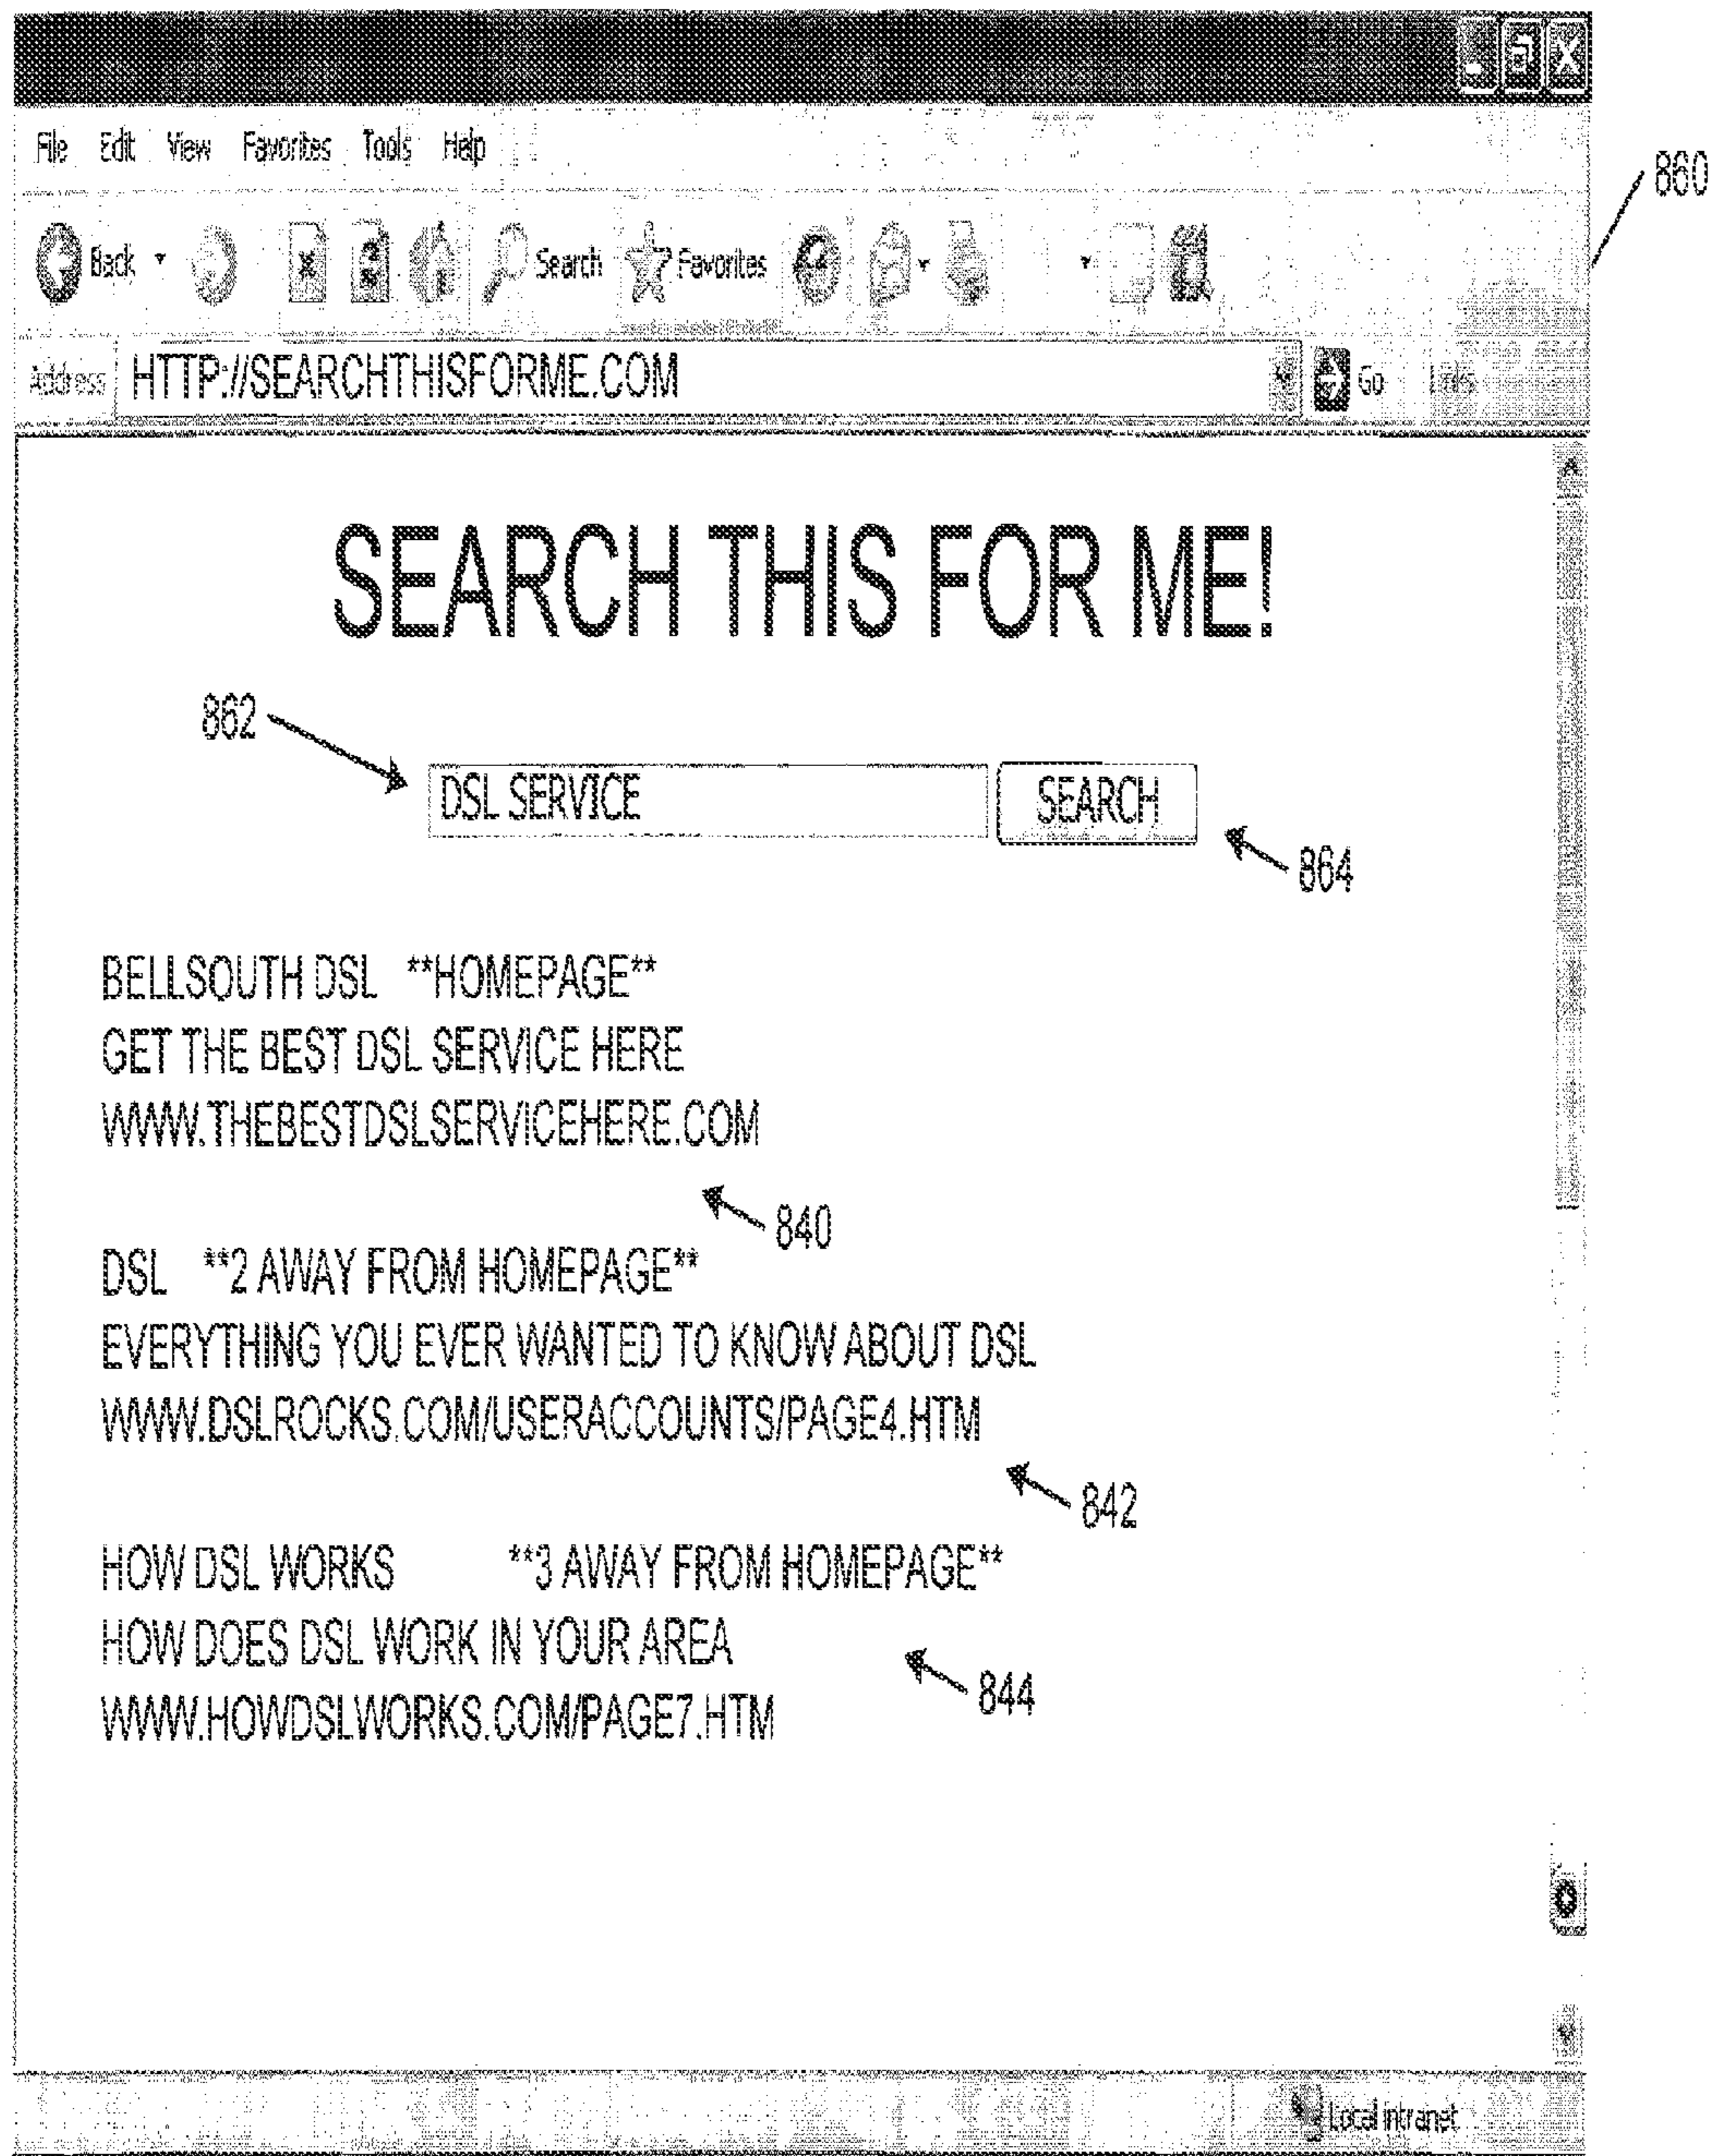 File Edit View Favorites Tools Help
860
Back Search Favorites
Address HTTP://SEARCHTHISFORME.COM Go Links
SEARCH THIS FOR ME!
862
DSL SERVICE SEARCH
864
BELLSOUTH DSL **HOMEPAGE**
GET THE BEST DSL SERVICE HERE
WWW.THEBESTDSLSERVICEHERE.COM
840
DSL **2 AWAY FROM HOMEPAGE**
EVERYTHING YOU EVER WANTED TO KNOW ABOUT DSL
WWW.DSLROCKS.COM/USERACCOUNTS/PAGE4.HTM
842
HOW DSL WORKS **3 AWAY FROM HOMEPAGE**
HOW DOES DSL WORK IN YOUR AREA
844
WWW.HOWDSLWORKS.COM/PAGE7.HTM
Local intranet